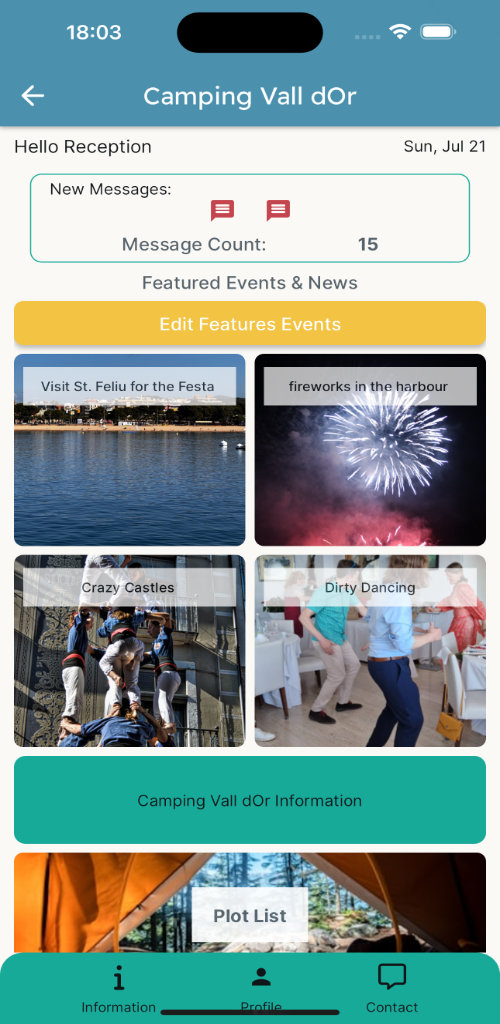 18:03
Camping Vall dOr
Hello Reception
Sun, Jul 21
New Messages:
Message Count: 15
Featured Events & News
Edit Features Events
Visit St. Feliu for the Festa
fireworks in the harbour
Crazy Castles
Dirty Dancing
Camping Vall dOr Information
Plot List
Information
Profile
Contact